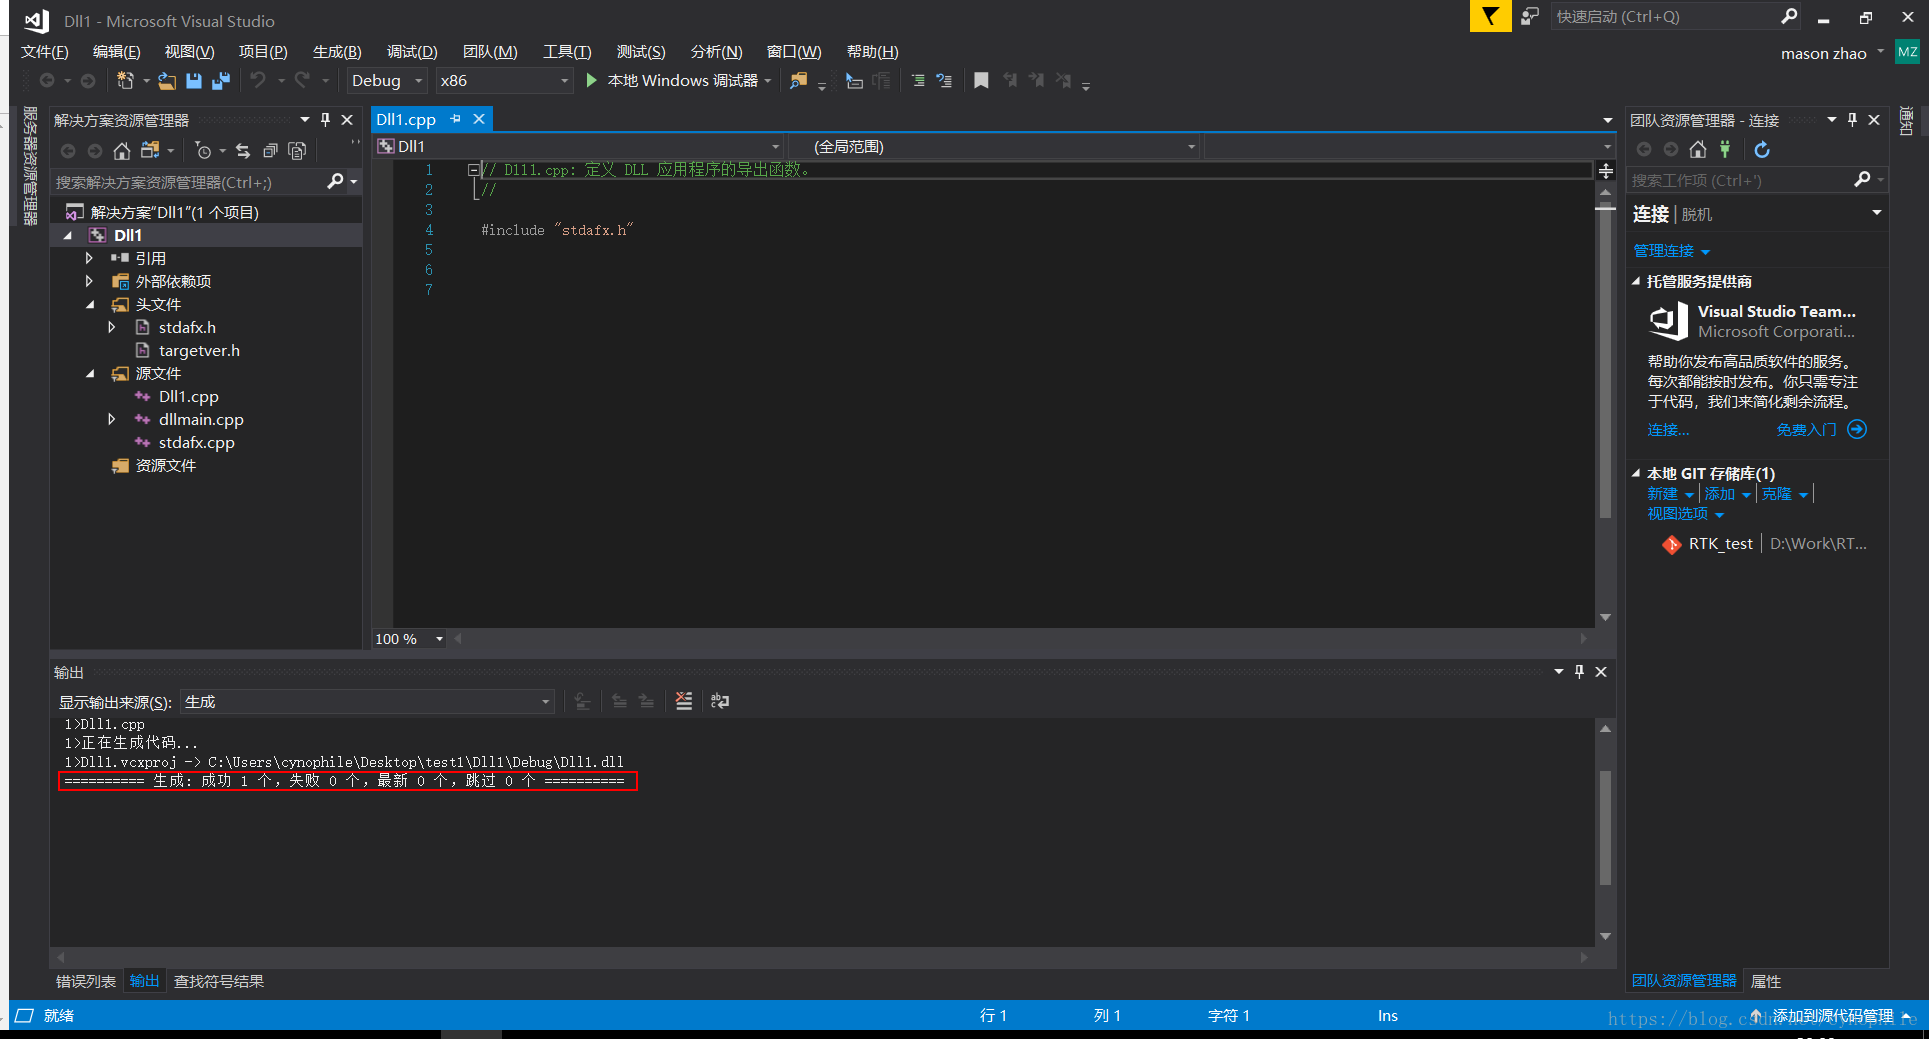 Dll1 - Microsoft Visual Studio
快速启动 (Ctrl+Q)
文件(F) 编辑(E) 视图(V) 项目(P) 生成(B) 调试(D) 团队(M) 工具(T) 测试(S) 分析(N) 窗口(W) 帮助(H)
mason zhao MZ
Debug x86 本地 Windows 调试器
服务器资源管理器
解决方案资源管理器
搜索解决方案资源管理器(Ctrl+;)
解决方案"Dll1"(1 个项目)
Dll1
引用
外部依赖项
头文件
stdafx.h
targetver.h
源文件
Dll1.cpp
dllmain.cpp
stdafx.cpp
资源文件
Dll1.cpp
Dll1 (全局范围)
1 // Dll1.cpp: 定义 DLL 应用程序的导出函数。
2 //
3
4 #include "stdafx.h"
5
6
7
100 %
团队资源管理器 - 连接
通知
搜索工作项 (Ctrl+')
连接 | 脱机
管理连接
托管服务提供商
Visual Studio Team...
Microsoft Corporati...
帮助你发布高品质软件的服务。
每次都能按时发布。你只需专注
于代码，我们来简化剩余流程。
连接... 免费入门
本地 GIT 存储库(1)
新建 添加 克隆
视图选项
RTK_test D:\Work\RT...
输出
显示输出来源(S): 生成
1>Dll1.cpp
1>正在生成代码...
1>Dll1.vcxproj -> C:\Users\cynophile\Desktop\test1\Dll1\Debug\Dll1.dll
========== 生成: 成功 1 个，失败 0 个，最新 0 个，跳过 0 个 ==========
错误列表 输出 查找符号结果
团队资源管理器 属性
就绪 行 1 列 1 字符 1 Ins 添加到源代码管理
https://blog.csdn.net/cynophile